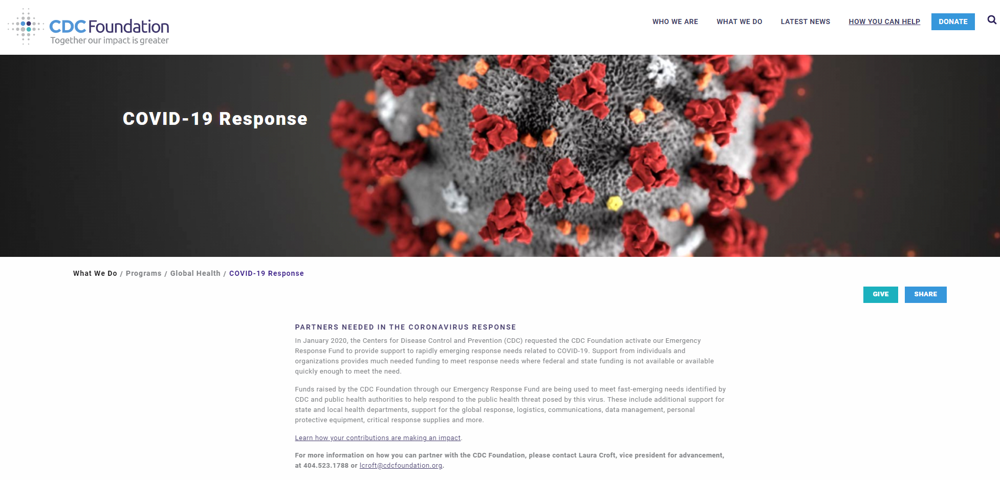 CDC Foundation
Together our impact is greater
WHO WE ARE WHAT WE DO LATEST NEWS HOW YOU CAN HELP DONATE
COVID-19 Response
What We Do / Programs / Global Health / COVID-19 Response
GIVE SHARE
PARTNERS NEEDED IN THE CORONAVIRUS RESPONSE
In January 2020, the Centers for Disease Control and Prevention (CDC) requested the CDC Foundation activate our Emergency
Response Fund to provide support to rapidly emerging response needs related to COVID-19. Support from individuals and
organizations provides much needed funding to meet response needs where federal and state funding is not available or available
quickly enough to meet the need.
Funds raised by the CDC Foundation through our Emergency Response Fund are being used to meet fast-emerging needs identified by
CDC and public health authorities to help respond to the public health threat posed by this virus. These include additional support for
state and local health departments, support for the global response, logistics, communications, data management, personal
protective equipment, critical response supplies and more.
Learn how your contributions are making an impact.
For more information on how you can partner with the CDC Foundation, please contact Laura Croft, vice president for advancement,
at 404.523.1788 or lcroft@cdcfoundation.org.